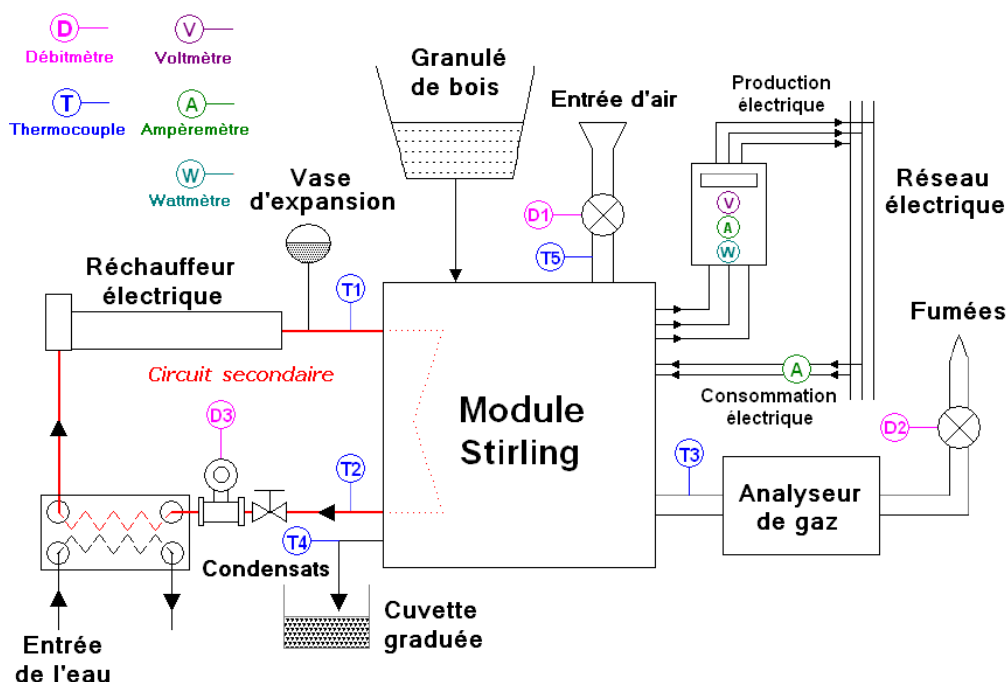 D
Débitmètre
V
Voltmètre
T
Thermocouple
A
Ampèremètre
W
Wattmètre
Granulé
de bois
Entrée d'air
Production
électrique
Vase
d'expansion
Réseau
électrique
D1
V
A
W
T5
Réchauffeur
électrique
T1
Fumées
Circuit secondaire
A
Consommation
électrique
Module
Stirling
D3
D2
T2
T3
Analyseur
de gaz
T4
Condensats
Cuvette
graduée
Entrée
de l'eau